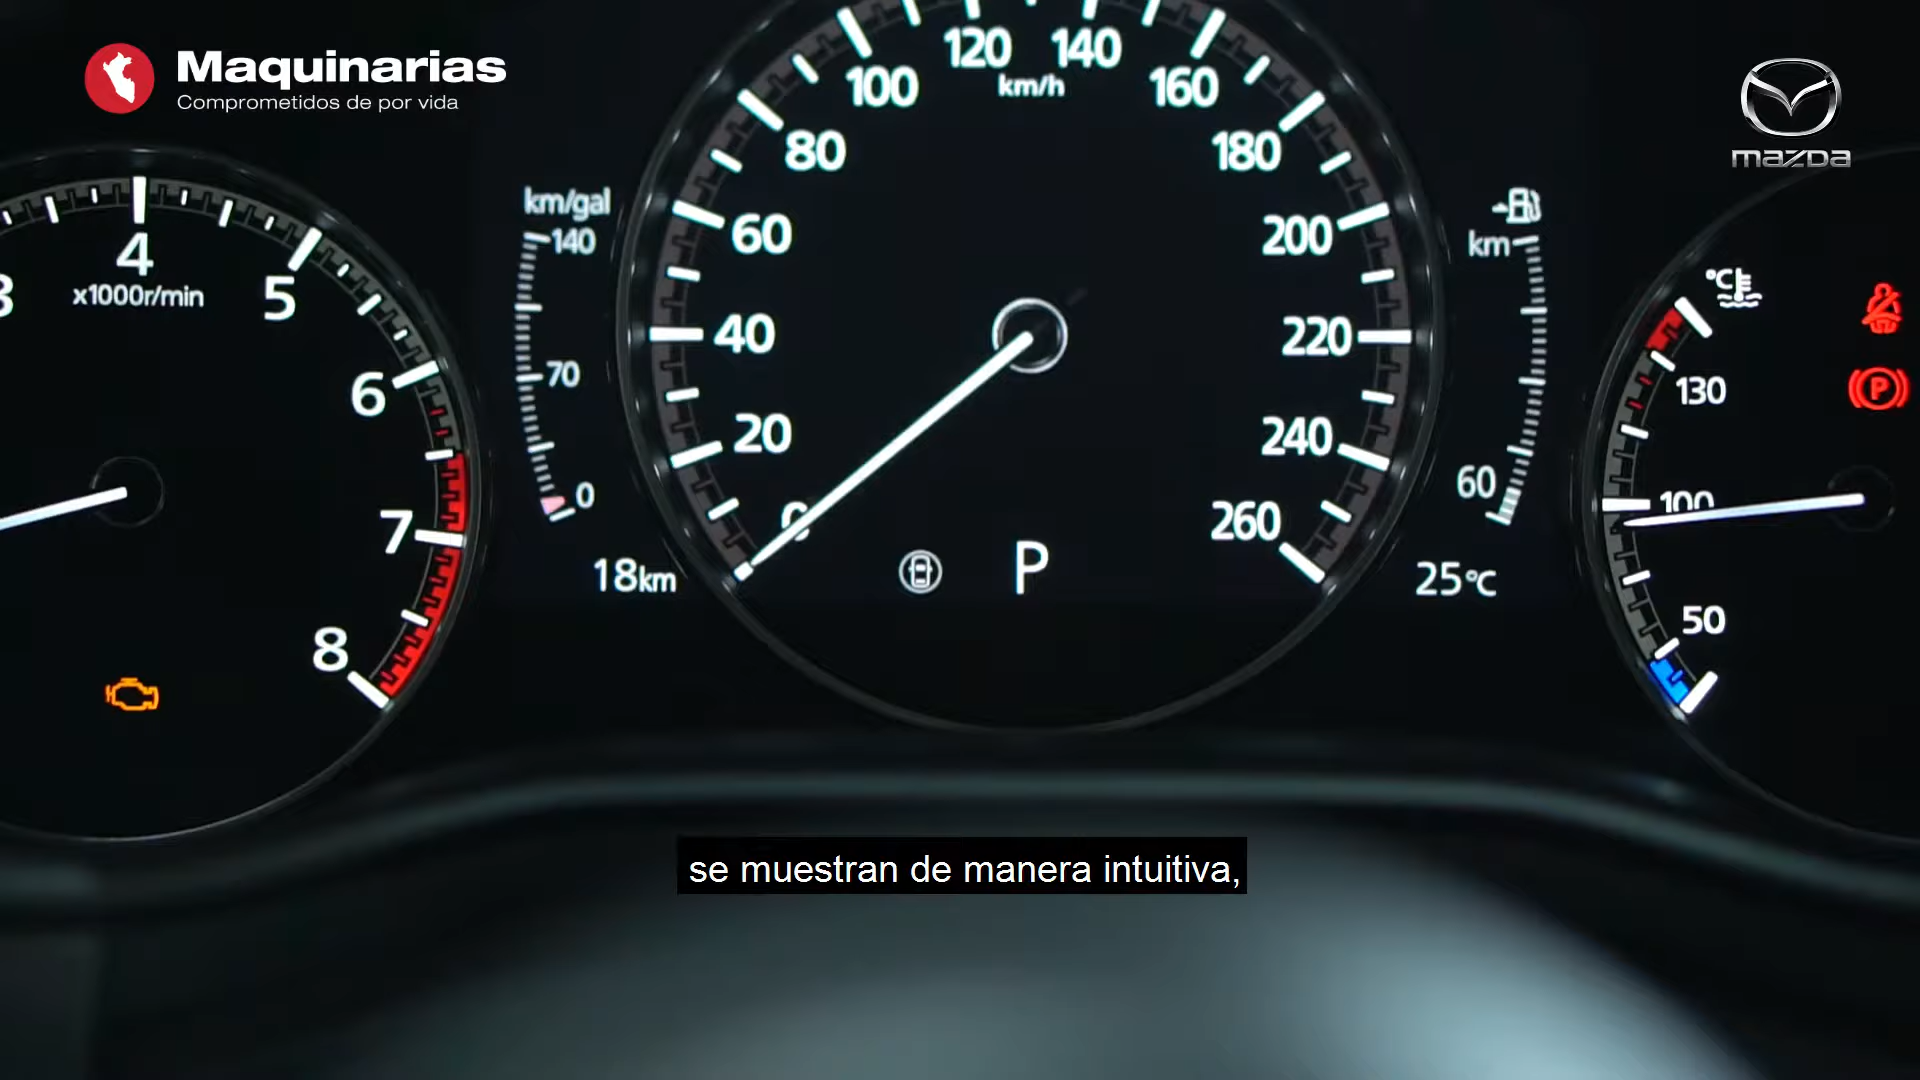 Maquinarias
Comprometidos de por vida
mazda
3
4
5
6
7
8
x1000r/min
km/gal
140
70
0
18km
0
20
40
60
80
100
120
140
160
180
200
220
240
260
km/h
P
km
60
25°C
°C
130
100
50
P
se muestran de manera intuitiva,